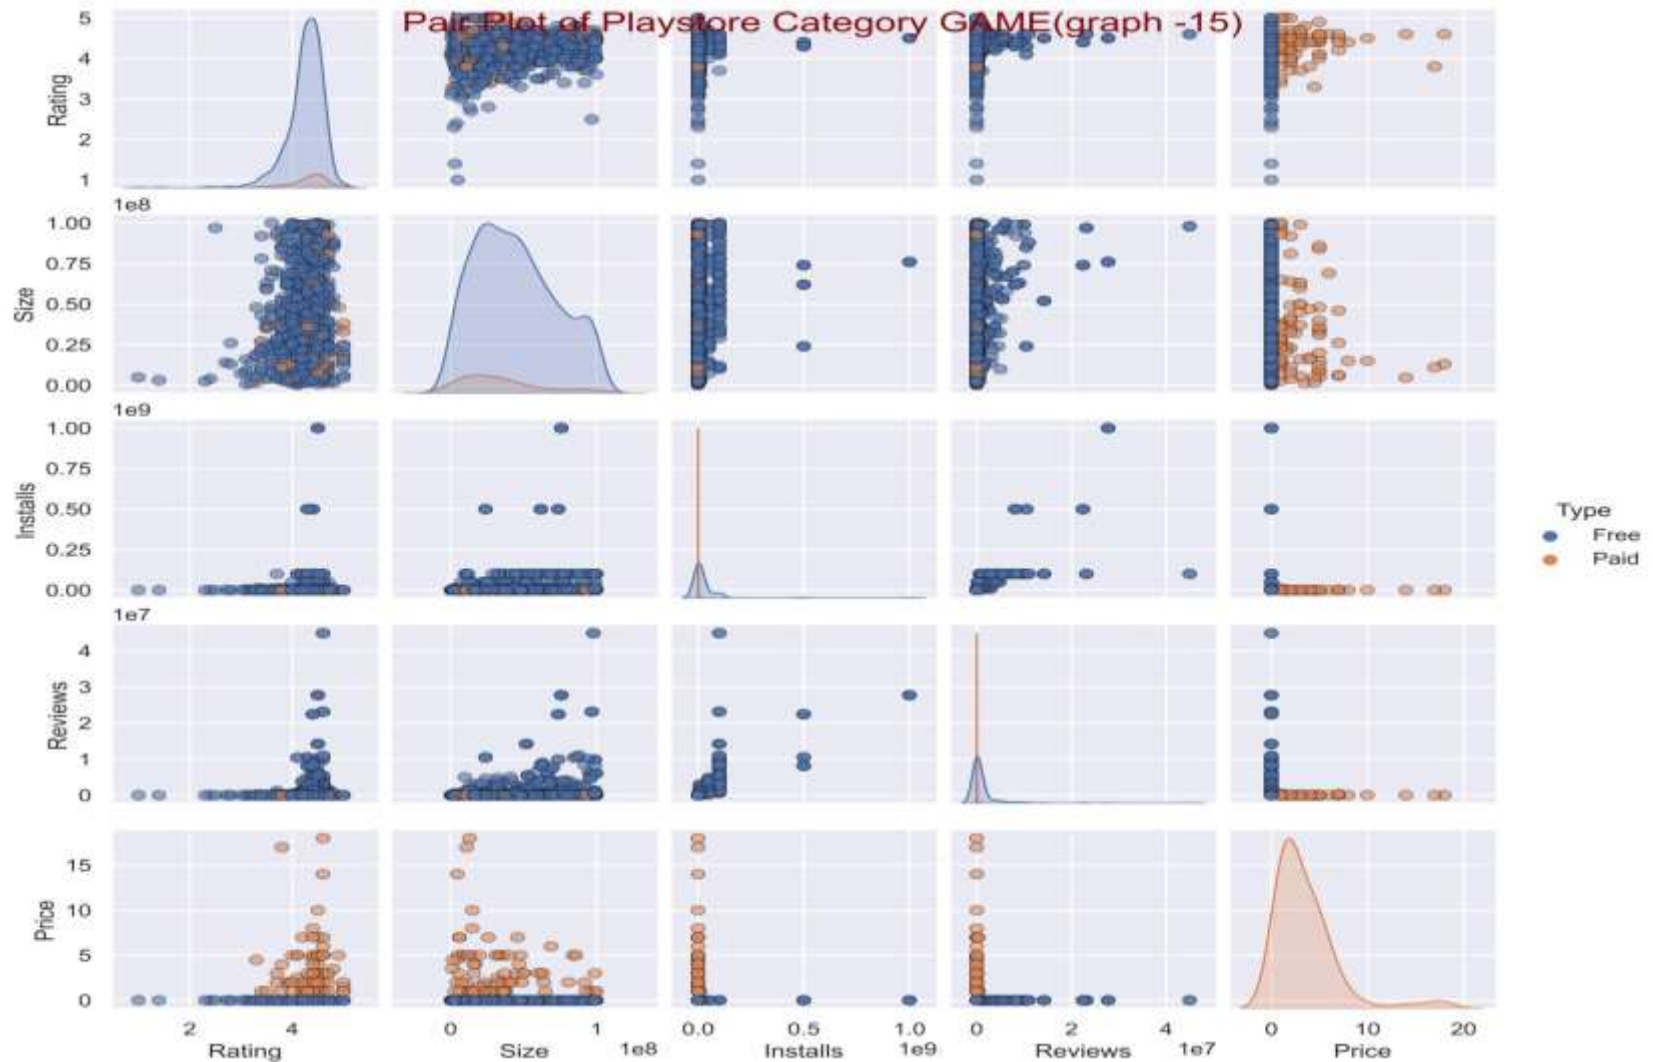 Pair Plot of Playstore Category GAME(graph -15)
5
4
3
2
1
Rating
1e8
1.00
0.75
0.50
0.25
0.00
Size
1e9
1.00
0.75
0.50
0.25
0.00
Installs
1e7
4
3
2
1
0
Reviews
15
10
5
0
Price
Type
Free
Paid
2 4
0 1
0.0 0.5 1.0
0 2 4
0 10 20
Rating
Size 1e8
Installs 1e9
Reviews 1e7
Price